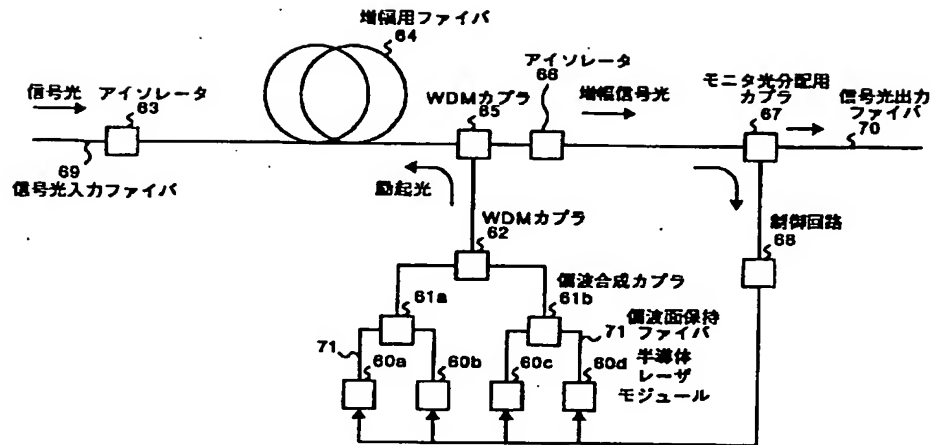 増幅用ファイバ
64
信号光
アイソレータ
63
WDMカプラ
65
アイソレータ
66
増幅信号光
モニタ光分配用
カプラ
67
信号光出力
ファイバ
70
69
信号光入力ファイバ
励起光
WDMカプラ
62
制御回路
68
61a
偏波合成カプラ
61b
71
60a
60b
60c
60d
71
偏波面保持
ファイバ
半導体
レーザ
モジュール